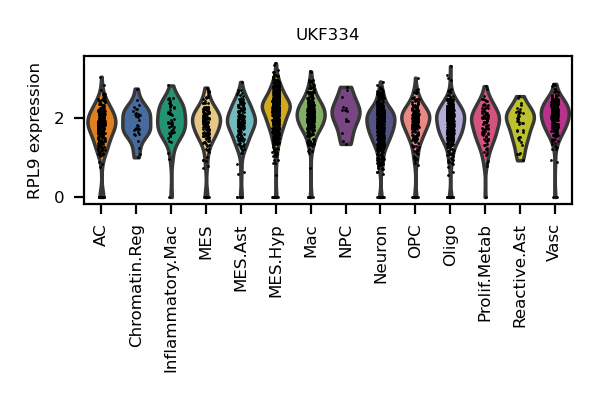 UKF334
RPL9 expression
2
0
AC
Chromatin.Reg
Inflammatory.Mac
MES
MES.Ast
MES.Hyp
Mac
NPC
Neuron
OPC
Oligo
Prolif.Metab
Reactive.Ast
Vasc